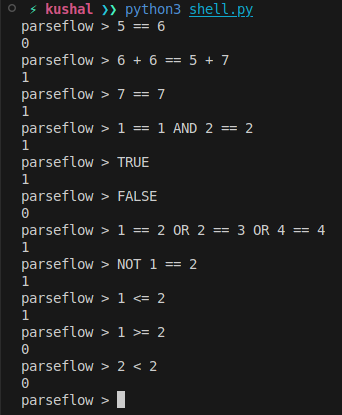 ⚡ kushal ❯❯ python3 shell.py
parseflow > 5 == 6
0
parseflow > 6 + 6 == 5 + 7
1
parseflow > 7 == 7
1
parseflow > 1 == 1 AND 2 == 2
1
parseflow > TRUE
1
parseflow > FALSE
0
parseflow > 1 == 2 OR 2 == 3 OR 4 == 4
1
parseflow > NOT 1 == 2
1
parseflow > 1 <= 2
1
parseflow > 1 >= 2
0
parseflow > 2 < 2
0
parseflow >